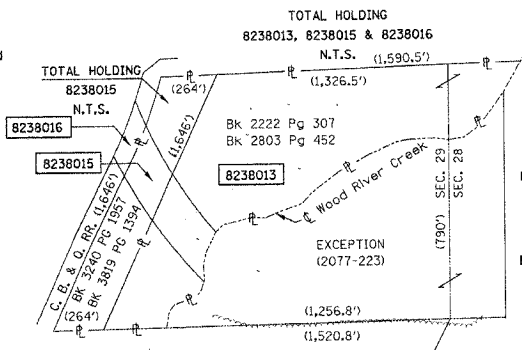 TOTAL HOLDING
8238013, 8238015 & 8238016
N.T.S.
(1,590.5')
TOTAL HOLDING
8238015
N.T.S.
(264')
(1,326.5')
8238016
8238015
(1,646')
Bk 2222 Pg 307
Bk 2803 Pg 452
8238013
℄ Wood River Creek
SEC. 29
SEC. 28
(790')
C. B. & Q. RR. (1,646')
BK 3240 PG 1957
BK 3819 PG 1394
EXCEPTION
(2077-223)
(264')
(1,256.8')
(1,520.8')